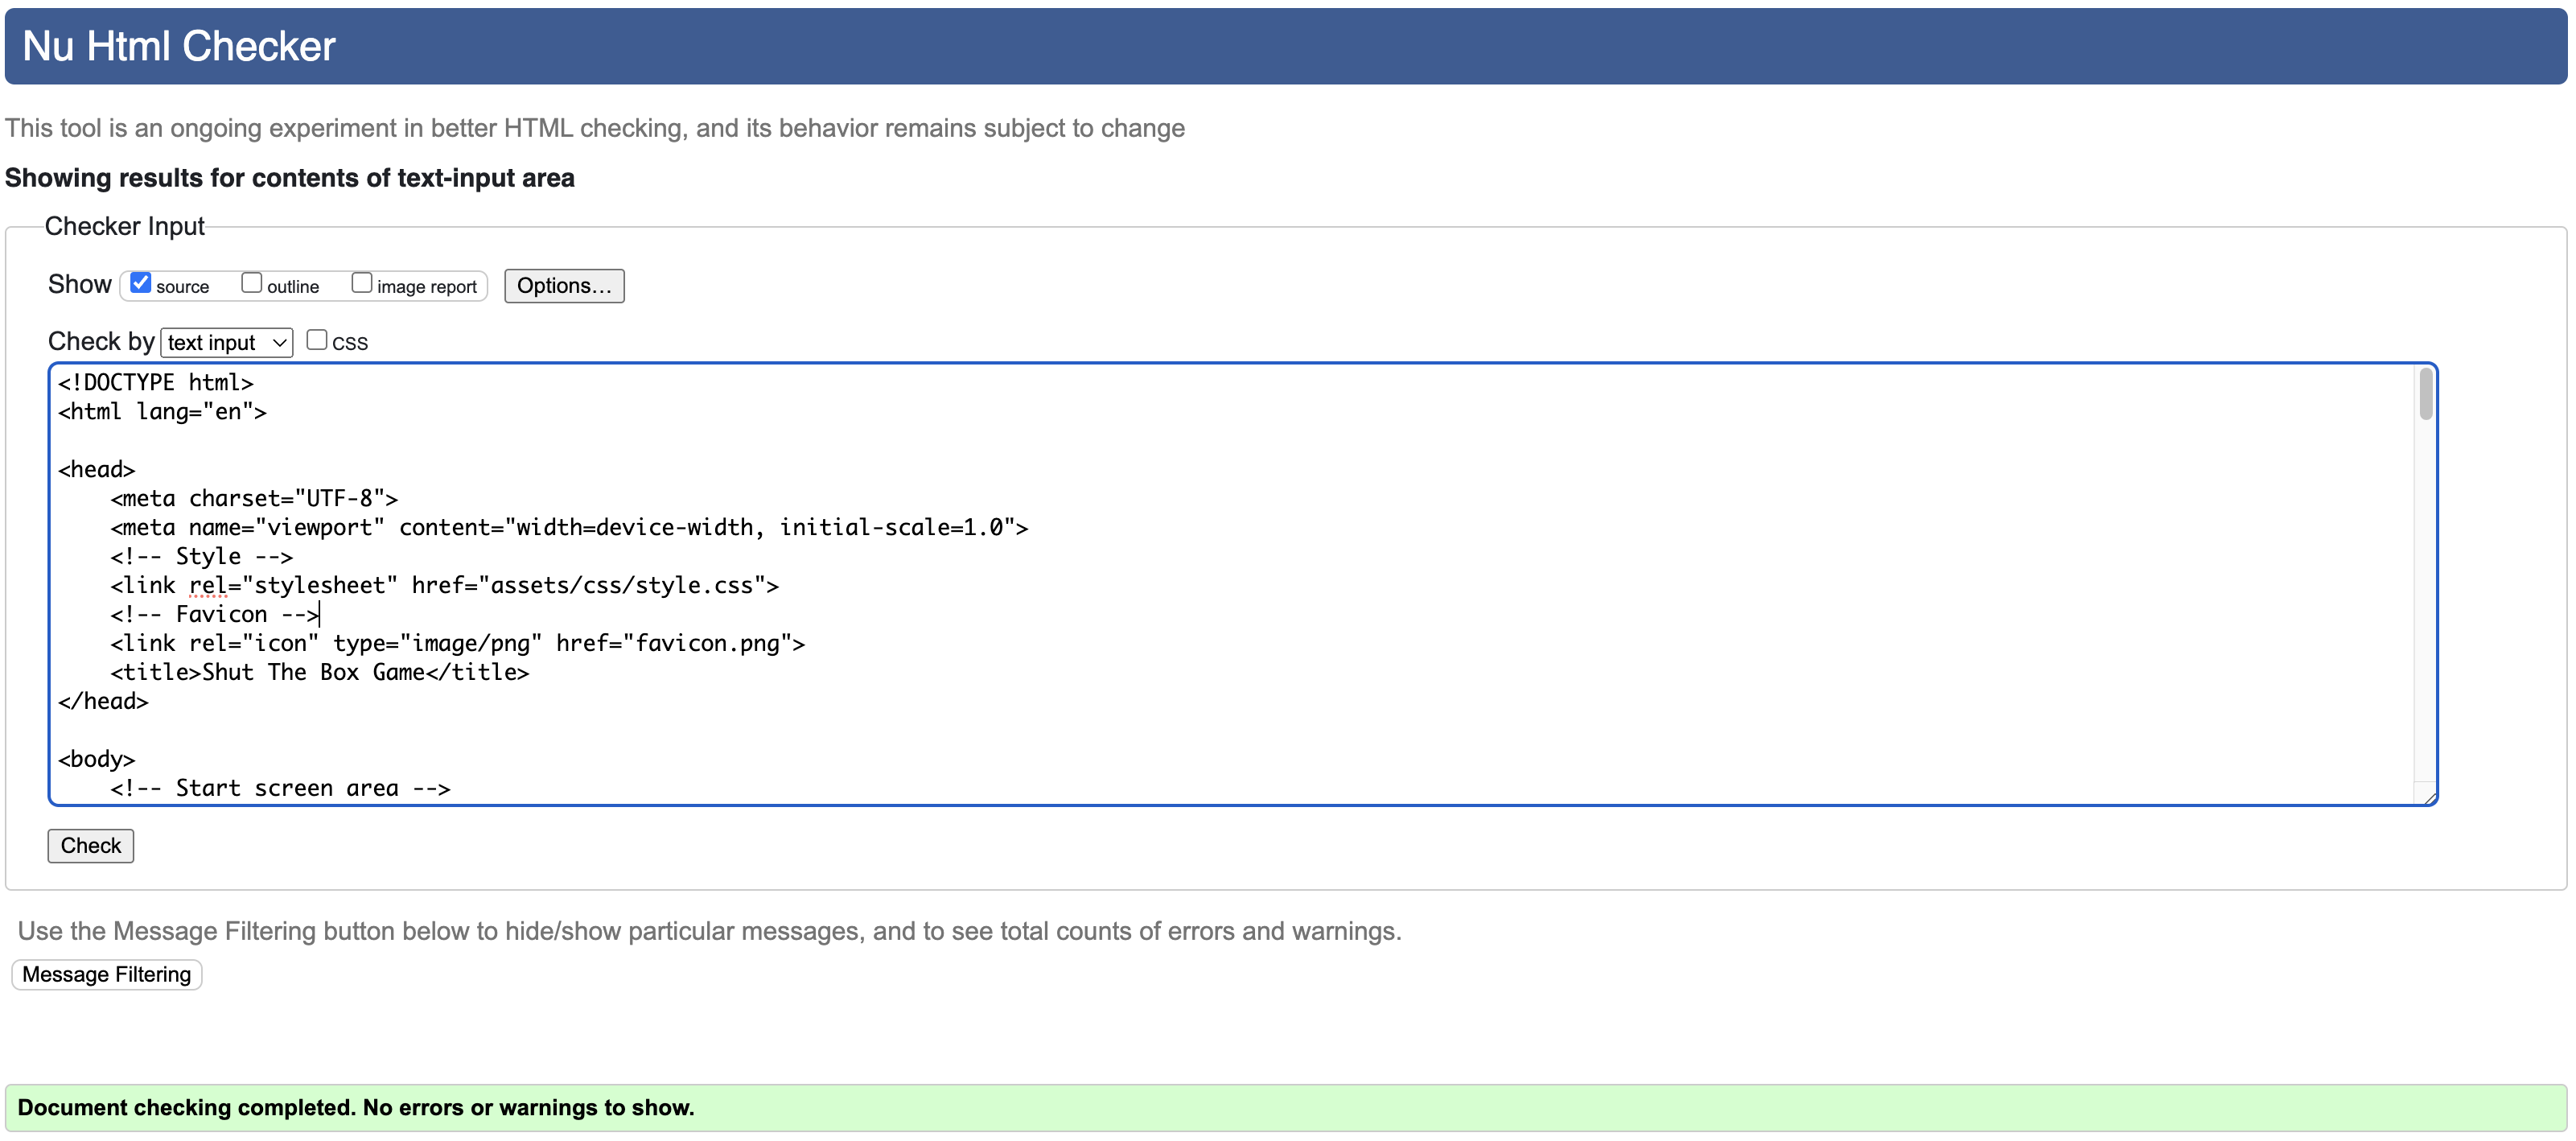 Nu Html Checker
This tool is an ongoing experiment in better HTML checking, and its behavior remains subject to change
Showing results for contents of text-input area
Checker Input
Show source outline image report Options...
Check by text input css
<!DOCTYPE html>
<html lang="en">
<head>
    <meta charset="UTF-8">
    <meta name="viewport" content="width=device-width, initial-scale=1.0">
    <!-- Style -->
    <link rel="stylesheet" href="assets/css/style.css">
    <!-- Favicon -->
    <link rel="icon" type="image/png" href="favicon.png">
    <title>Shut The Box Game</title>
</head>
<body>
    <!-- Start screen area -->
Check
Use the Message Filtering button below to hide/show particular messages, and to see total counts of errors and warnings.
Message Filtering
Document checking completed. No errors or warnings to show.